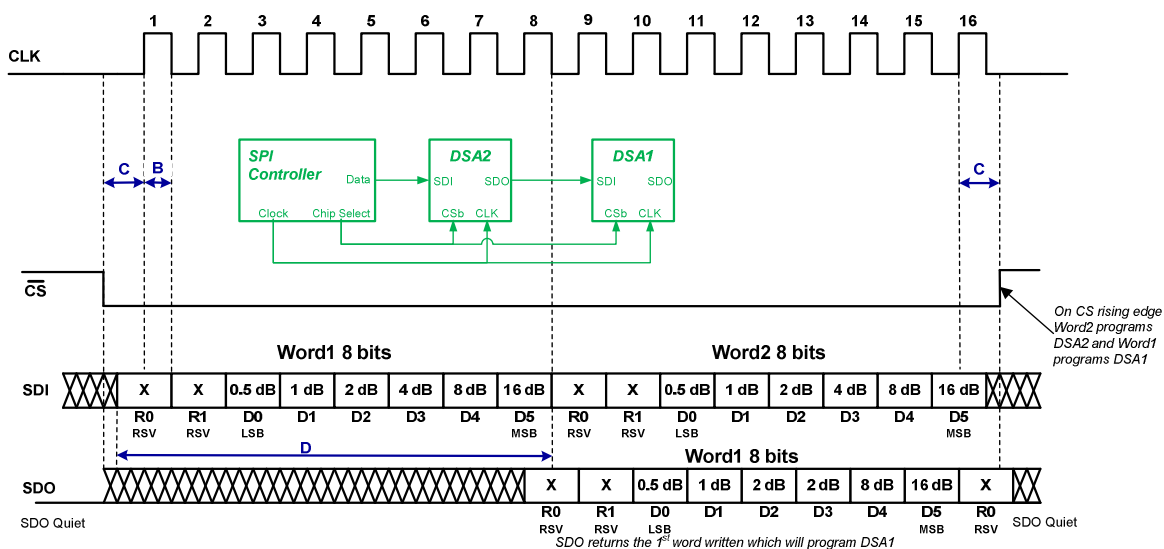 1 2 3 4 5 6 7 8 9 10 11 12 13 14 15 16
CLK
C B C
SPI
Controller
Data
Clock Chip Select
DSA2
SDI SDO
CSb CLK
DSA1
SDI SDO
CSb CLK
CS
On CS rising edge
Word2 programs
DSA2 and Word1
programs DSA1
Word1 8 bits Word2 8 bits
SDI X X 0.5 dB 1 dB 2 dB 4 dB 8 dB 16 dB X X 0.5 dB 1 dB 2 dB 4 dB 8 dB 16 dB
R0 R1 D0 D1 D2 D3 D4 D5 R0 R1 D0 D1 D2 D3 D4 D5
RSV RSV LSB MSB RSV RSV LSB MSB
D
Word1 8 bits
SDO X X 0.5 dB 1 dB 2 dB 2 dB 8 dB 16 dB X
R0 R1 D0 D1 D2 D3 D4 D5 R0
SDO Quiet RSV RSV LSB MSB RSV SDO Quiet
SDO returns the 1st word written which will program DSA1